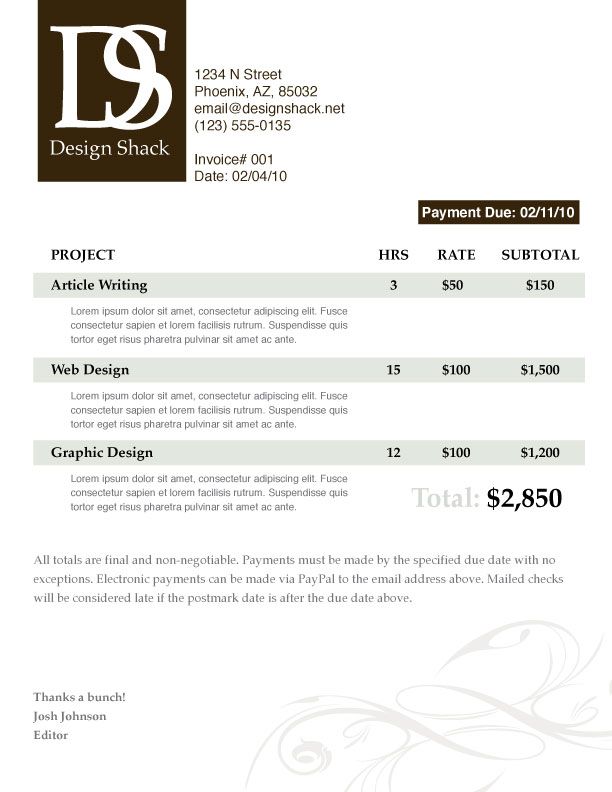 DS
Design Shack
1234 N Street
Phoenix, AZ, 85032
email@designshack.net
(123) 555-0135
Invoice# 001
Date: 02/04/10
Payment Due: 02/11/10
PROJECT HRS RATE SUBTOTAL
Article Writing 3 $50 $150
Lorem ipsum dolor sit amet, consectetur adipiscing elit. Fusce
consectetur sapien et lorem facilisis rutrum. Suspendisse quis
tortor eget risus pharetra pulvinar sit amet ac ante.
Web Design 15 $100 $1,500
Lorem ipsum dolor sit amet, consectetur adipiscing elit. Fusce
consectetur sapien et lorem facilisis rutrum. Suspendisse quis
tortor eget risus pharetra pulvinar sit amet ac ante.
Graphic Design 12 $100 $1,200
Lorem ipsum dolor sit amet, consectetur adipiscing elit. Fusce
consectetur sapien et lorem facilisis rutrum. Suspendisse quis
tortor eget risus pharetra pulvinar sit amet ac ante.
Total: $2,850
All totals are final and non-negotiable. Payments must be made by the specified due date with no
exceptions. Electronic payments can be made via PayPal to the email address above. Mailed checks
will be considered late if the postmark date is after the due date above.
Thanks a bunch!
Josh Johnson
Editor